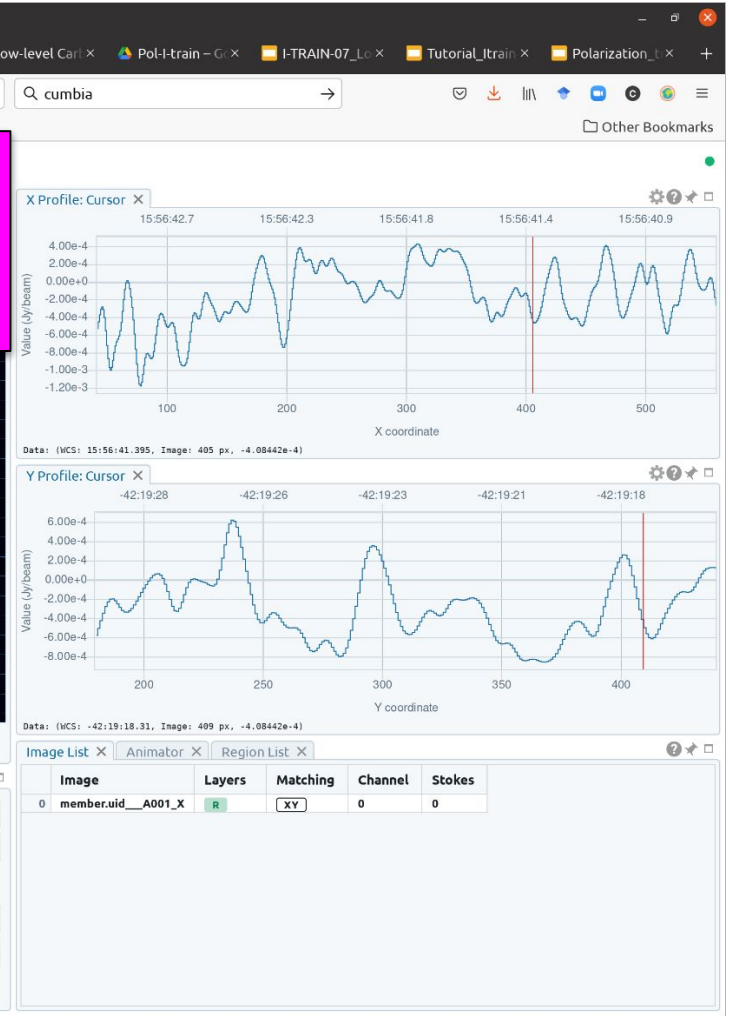 ow-level Carl Pol-I-train – Go I-TRAIN-07_Lo Tutorial_Itrain Polarization_t
cumbia
Other Bookmarks
X Profile: Cursor
15:56:42.7 15:56:42.3 15:56:41.8 15:56:41.4 15:56:40.9
Value (Jy/beam)
4.00e-4
2.00e-4
0.00e+0
-2.00e-4
-4.00e-4
-6.00e-4
-8.00e-4
-1.00e-3
-1.20e-3
100 200 300 400 500
X coordinate
Data: (WCS: 15:56:41.395, Image: 405 px, -4.08442e-4)
Y Profile: Cursor
-42:19:28 -42:19:26 -42:19:23 -42:19:21 -42:19:18
Value (Jy/beam)
6.00e-4
4.00e-4
2.00e-4
0.00e+0
-2.00e-4
-4.00e-4
-6.00e-4
-8.00e-4
200 250 300 350 400
Y coordinate
Data: (WCS: -42:19:18.31, Image: 409 px, -4.08442e-4)
Image List Animator Region List
Image Layers Matching Channel Stokes
0 member.uid___A001_X R XY 0 0